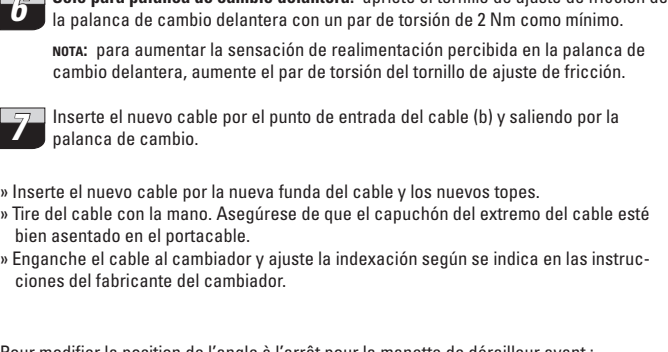 6 Solo para palanca de cambio delantera: apriete el tornillo de ajuste de fricción de
la palanca de cambio delantera con un par de torsión de 2 Nm como mínimo.
NOTA: para aumentar la sensación de realimentación percibida en la palanca de
cambio delantera, aumente el par de torsión del tornillo de ajuste de fricción.
7 Inserte el nuevo cable por el punto de entrada del cable (b) y saliendo por la
palanca de cambio.
» Inserte el nuevo cable por la nueva funda del cable y los nuevos topes.
» Tire del cable con la mano. Asegúrese de que el capuchón del extremo del cable esté
bien asentado en el portacable.
» Enganche el cable al cambiador y ajuste la indexación según se indica en las instruc-
ciones del fabricante del cambiador.
Pour modifier la position de l'angle à l'arrêt pour la manette de dérailleur avant :